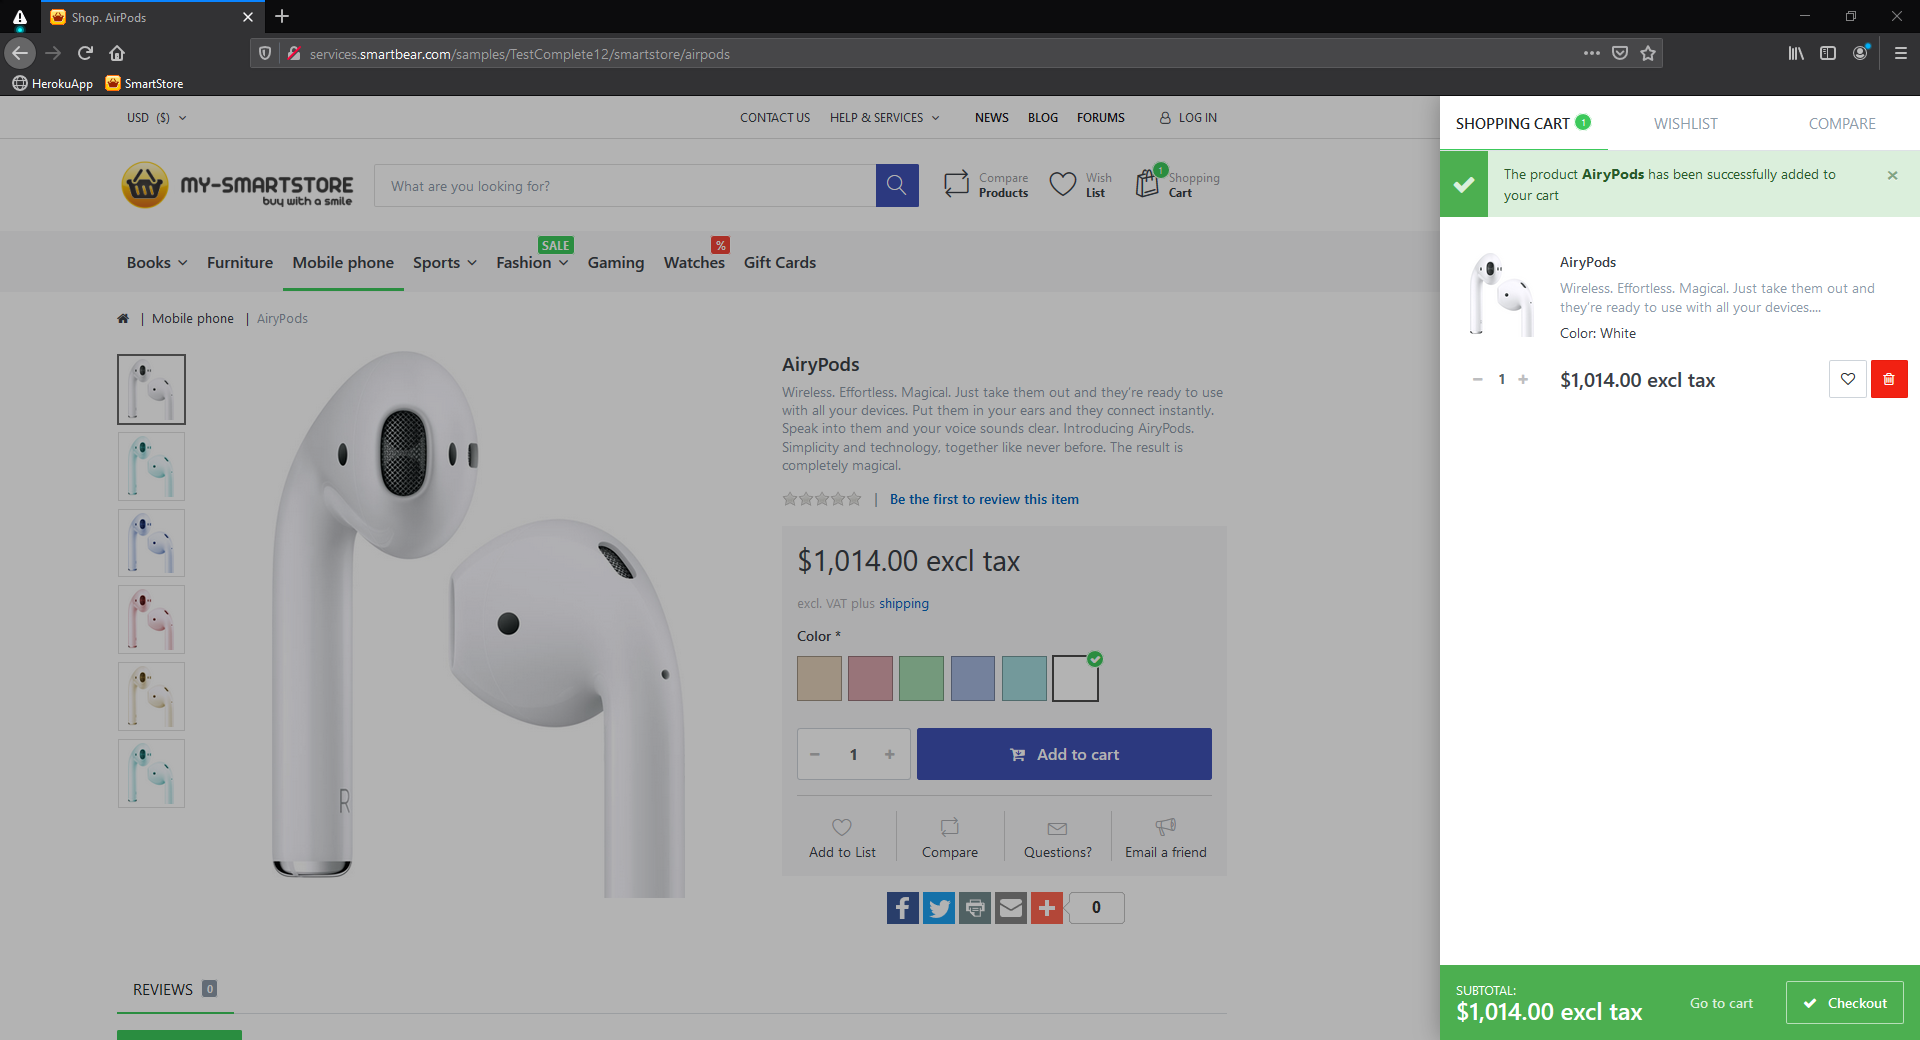 Shop. AirPods
services.smartbear.com/samples/TestComplete12/smartstore/airpods
HerokuApp
SmartStore
USD ($)
CONTACT US
HELP & SERVICES
NEWS
BLOG
FORUMS
LOG IN
MY-SMARTSTORE
buy with a smile
What are you looking for?
Compare
Products
Wish
List
1
Shopping
Cart
SALE
%
Books
Furniture
Mobile phone
Sports
Fashion
Gaming
Watches
Gift Cards
Mobile phone
AiryPods
R
AiryPods
Wireless. Effortless. Magical. Just take them out and they're ready to use
with all your devices. Put them in your ears and they connect instantly.
Speak into them and your voice sounds clear. Introducing AiryPods.
Simplicity and technology, together like never before. The result is
completely magical.
Be the first to review this item
$1,014.00 excl tax
excl. VAT plus shipping
Color *
1
Add to cart
Add to List
Compare
Questions?
Email a friend
0
REVIEWS 0
SHOPPING CART 1
WISHLIST
COMPARE
The product AiryPods has been successfully added to
your cart
AiryPods
Wireless. Effortless. Magical. Just take them out and
they're ready to use with all your devices....
Color: White
1
$1,014.00 excl tax
SUBTOTAL:
$1,014.00 excl tax
Go to cart
Checkout